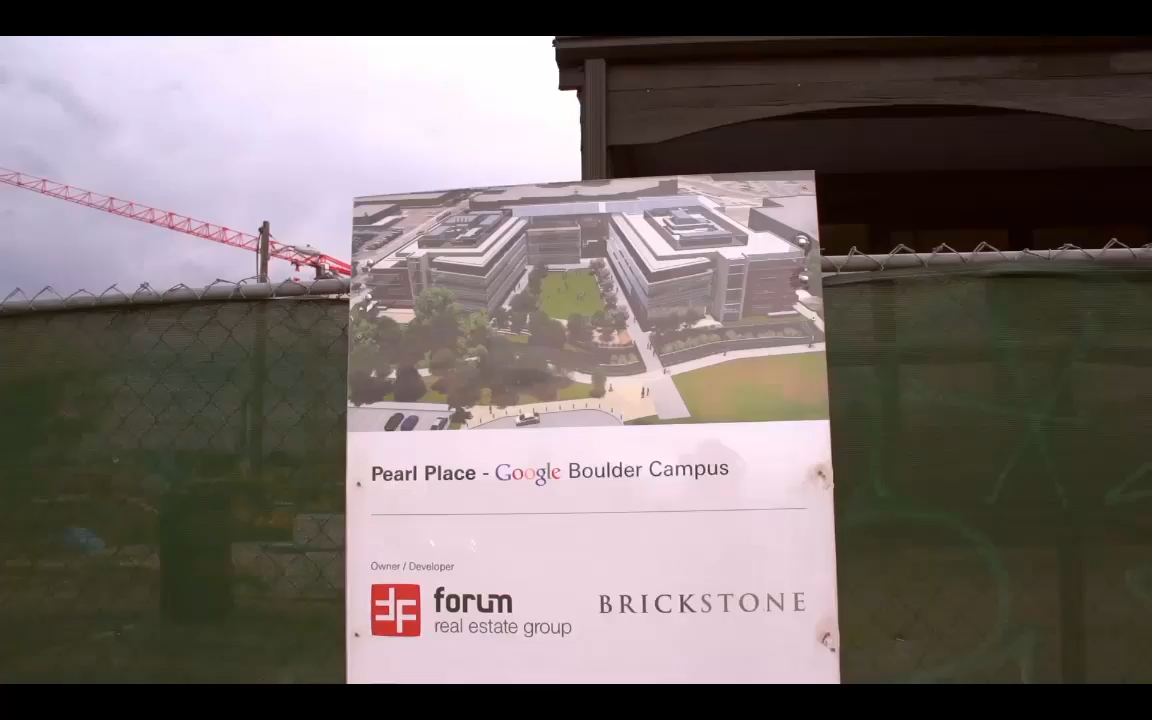 Pearl Place - Google Boulder Campus
Owner / Developer
forum
real estate group
BRICKSTONE